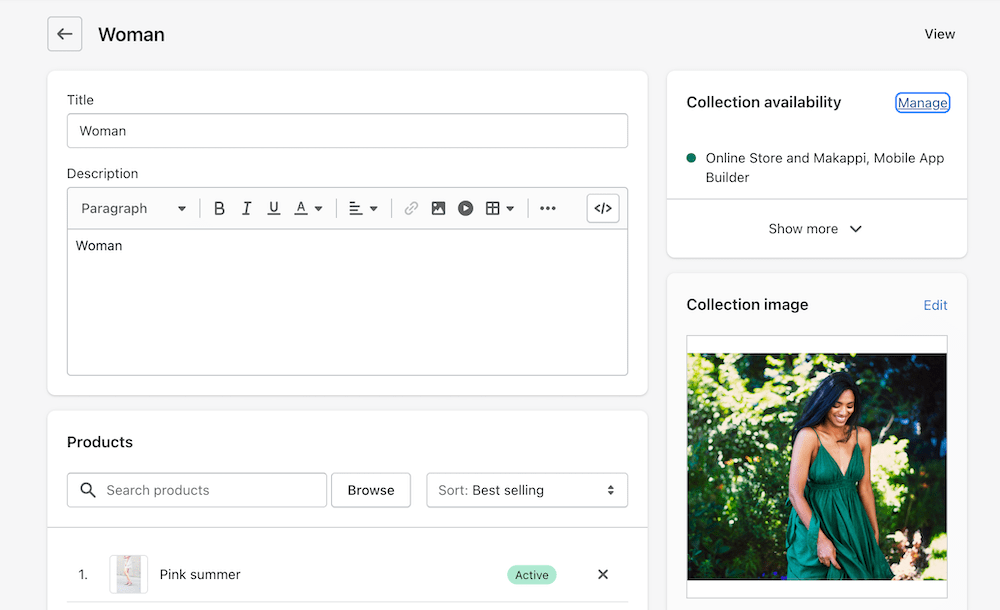 Woman
View
Title
Woman
Description
Paragraph
B I U A
</>
Woman
Products
Search products
Browse
Sort: Best selling
1.
Pink summer
Active
Collection availability
Manage
Online Store and Makappi, Mobile App
Builder
Show more
Collection image
Edit